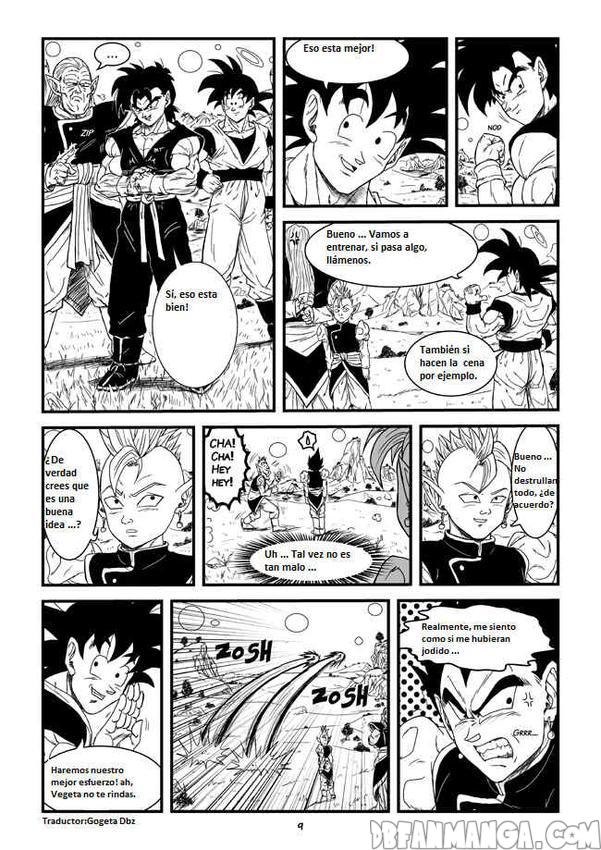 ...
ZIP
Sí, eso esta
bien!
Eso esta mejor!
NOD
Bueno ... Vamos a
entrenar, si pasa algo,
llámenos.
También si
hacen la cena
por ejemplo.
¿De
verdad
crees que
es una
buena
idea ...?
CHA!
CHA!
HEY
HEY!
Uh ... Tal vez no es
tan malo ...
Bueno ...
No
destrullan
todo, ¿de
acuerdo?
Haremos nuestro
mejor esfuerzo! ah,
Vegeta no te rindas.
ZOSH
ZOSH
Realmente, me siento
como si me hubieran
jodido ...
GRRR...
Traductor:Gogeta Dbz
9
DBFANMANGA.COM